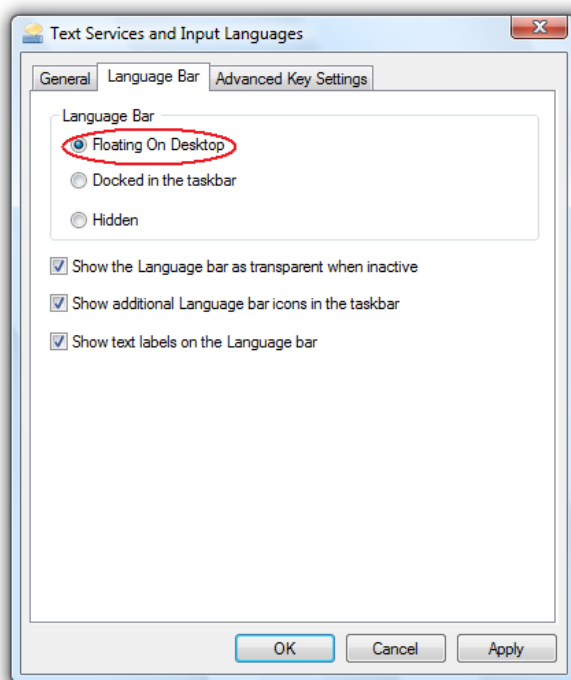 Text Services and Input Languages
General Language Bar Advanced Key Settings
Language Bar
Floating On Desktop
Docked in the taskbar
Hidden
Show the Language bar as transparent when inactive
Show additional Language bar icons in the taskbar
Show text labels on the Language bar
OK Cancel Apply